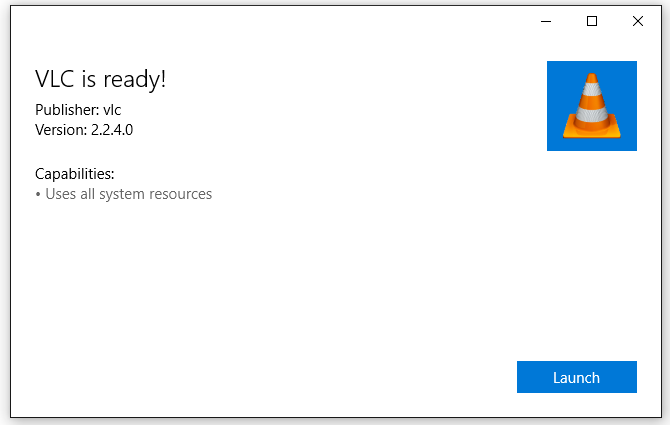 VLC is ready!
Publisher: vlc
Version: 2.2.4.0
Capabilities:
• Uses all system resources
Launch